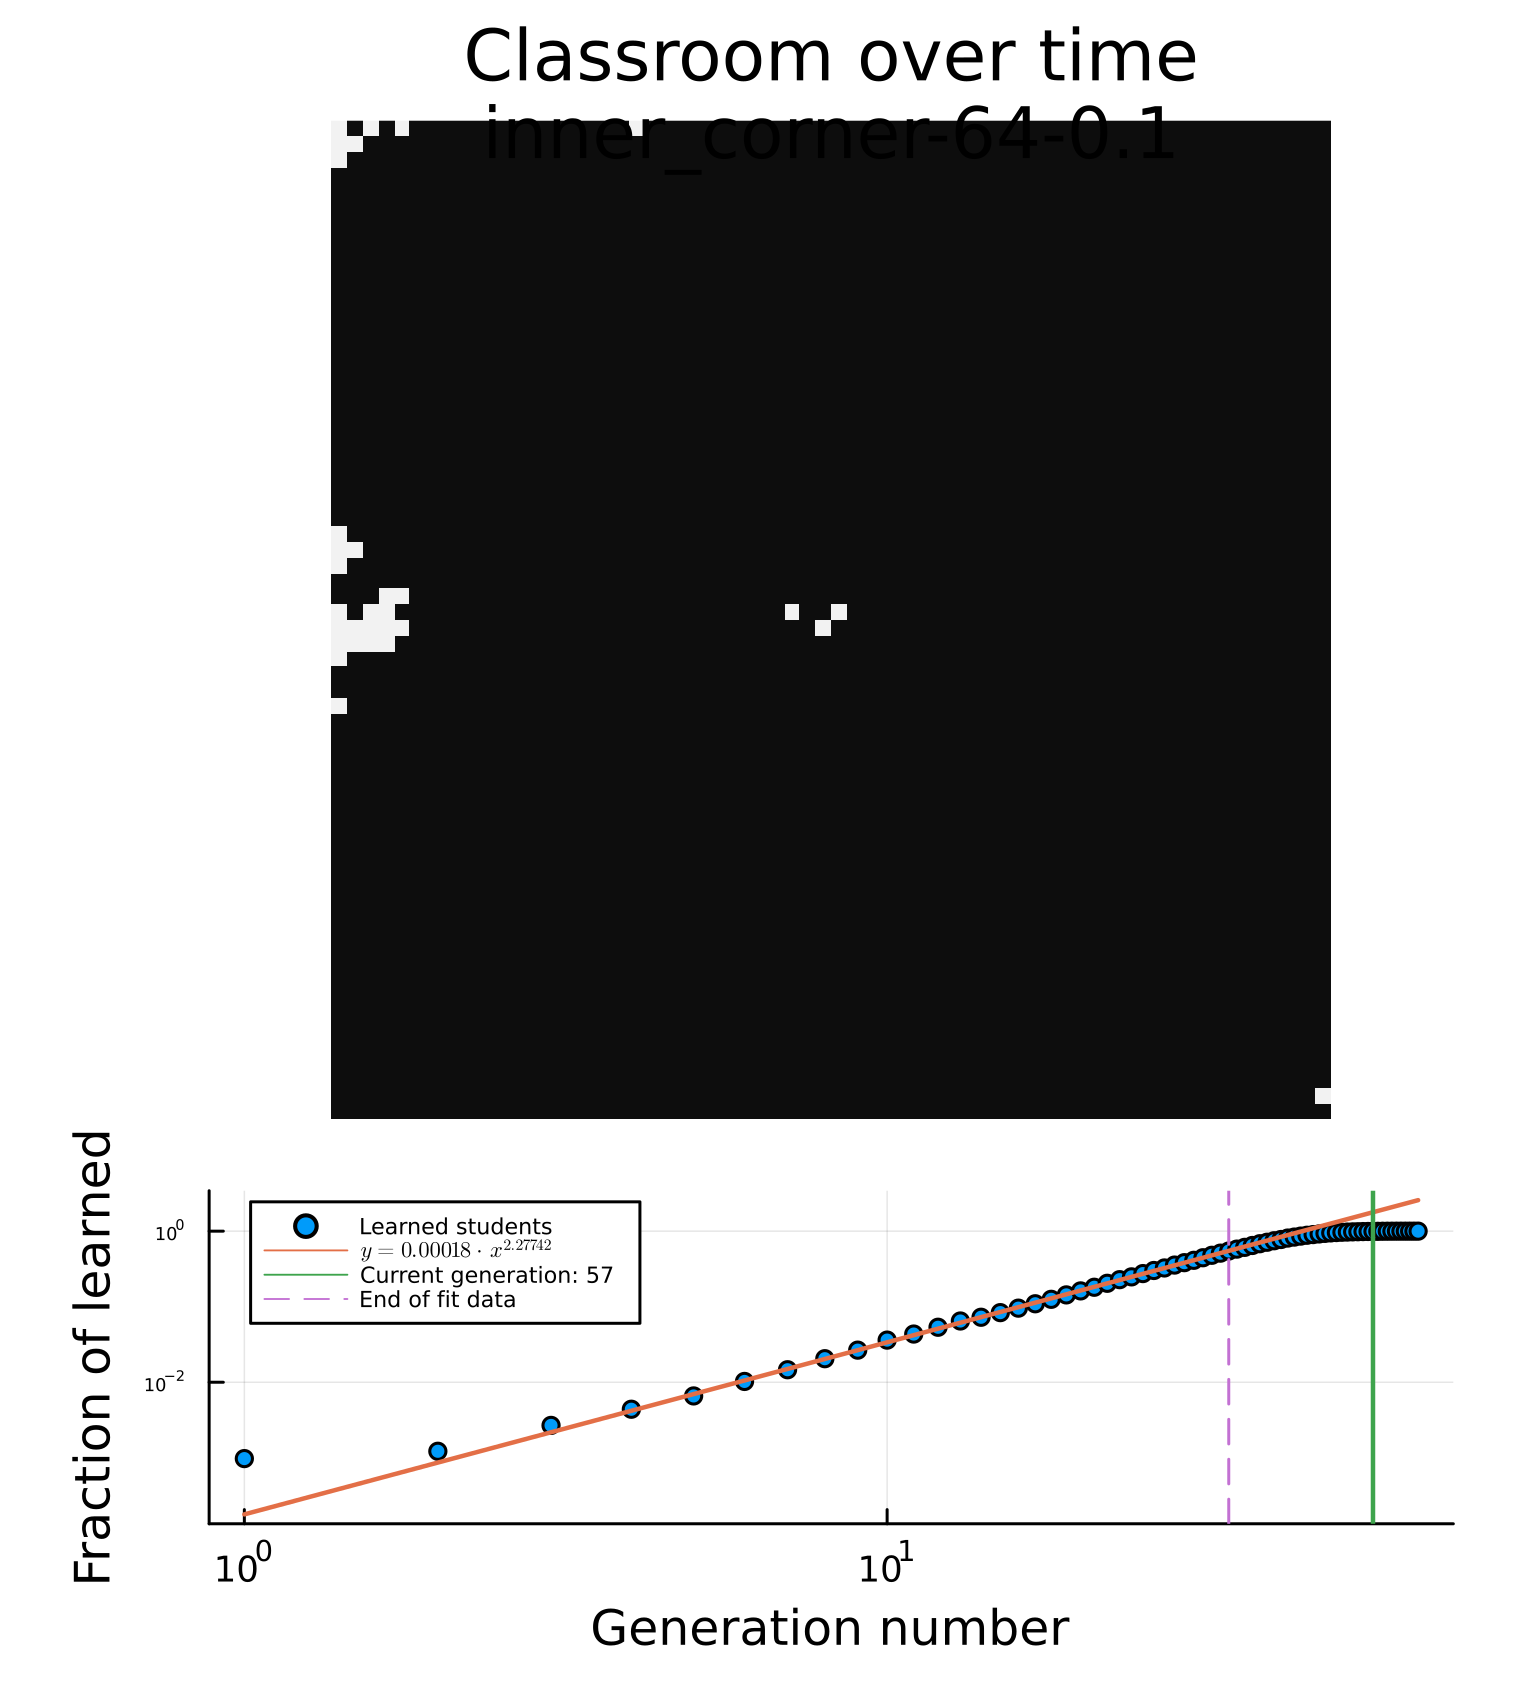 Classroom over time
inner_corner-64-0.1
Fraction of learned
10⁰
10⁻²
Learned students
y = 0.00018 · x^2.27742
Current generation: 57
End of fit data
10⁰
10¹
Generation number